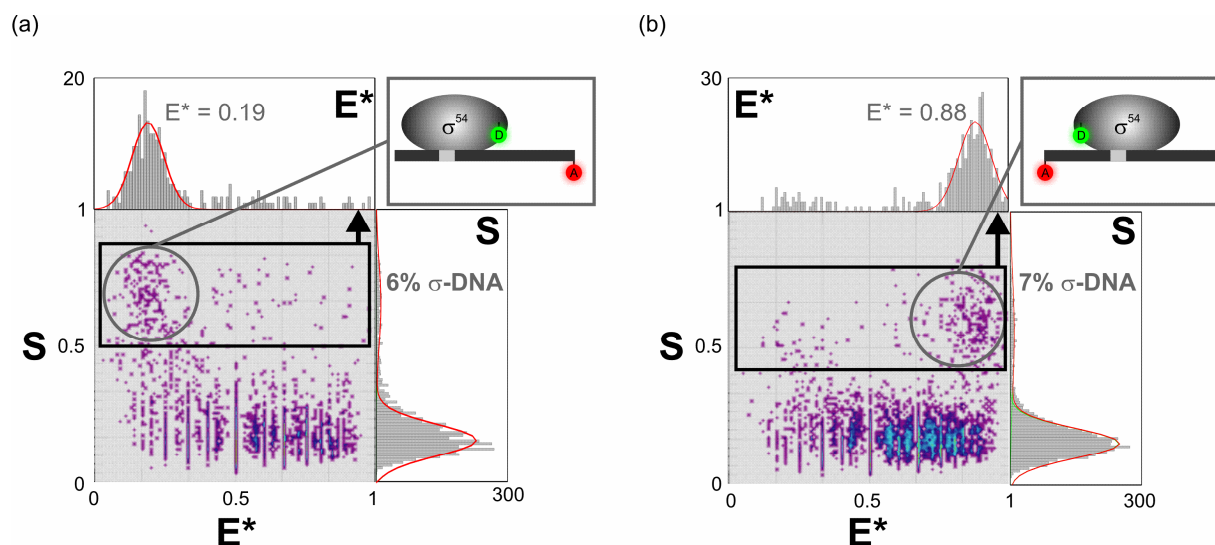 (a)
(b)
20
E* = 0.19
E*
σ⁵⁴
D
A
1
S
6% σ-DNA
S
0.5
0
0
0.5
1
300
E*
30
E*
E* = 0.88
σ⁵⁴
D
A
1
S
7% σ-DNA
S
0.5
0
0
0.5
1
300
E*